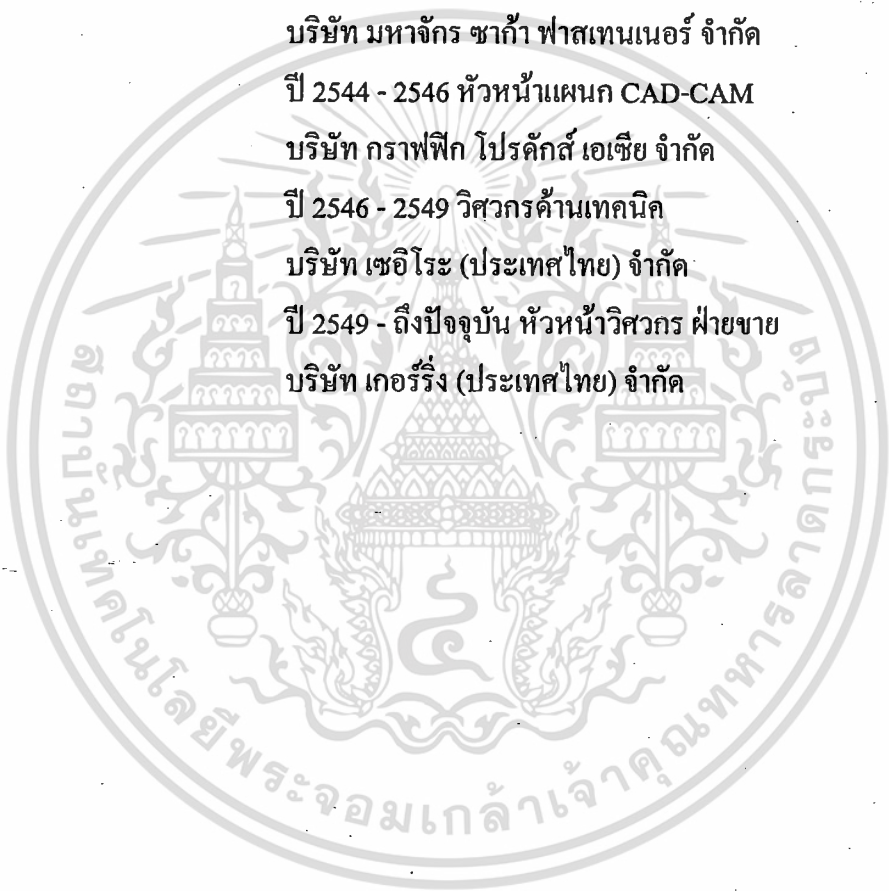 บริษัท มหาจักร ซาก้า ฟาสเทนเนอร์ จำกัด
ปี 2544 - 2546 หัวหน้าแผนก CAD-CAM
บริษัท กราฟฟิก โปรดักส์ เอเชีย จำกัด
ปี 2546 - 2549 วิศวกรด้านเทคนิค
บริษัท เซอิโระ (ประเทศไทย) จำกัด
ปี 2549 - ถึงปัจจุบัน หัวหน้าวิศวกร ฝ่ายขาย
บริษัท เกอร์ริ่ง (ประเทศไทย) จำกัด
สถาบันเทคโนโลยีพระจอมเกล้าเจ้าคุณทหารลาดกระบัง